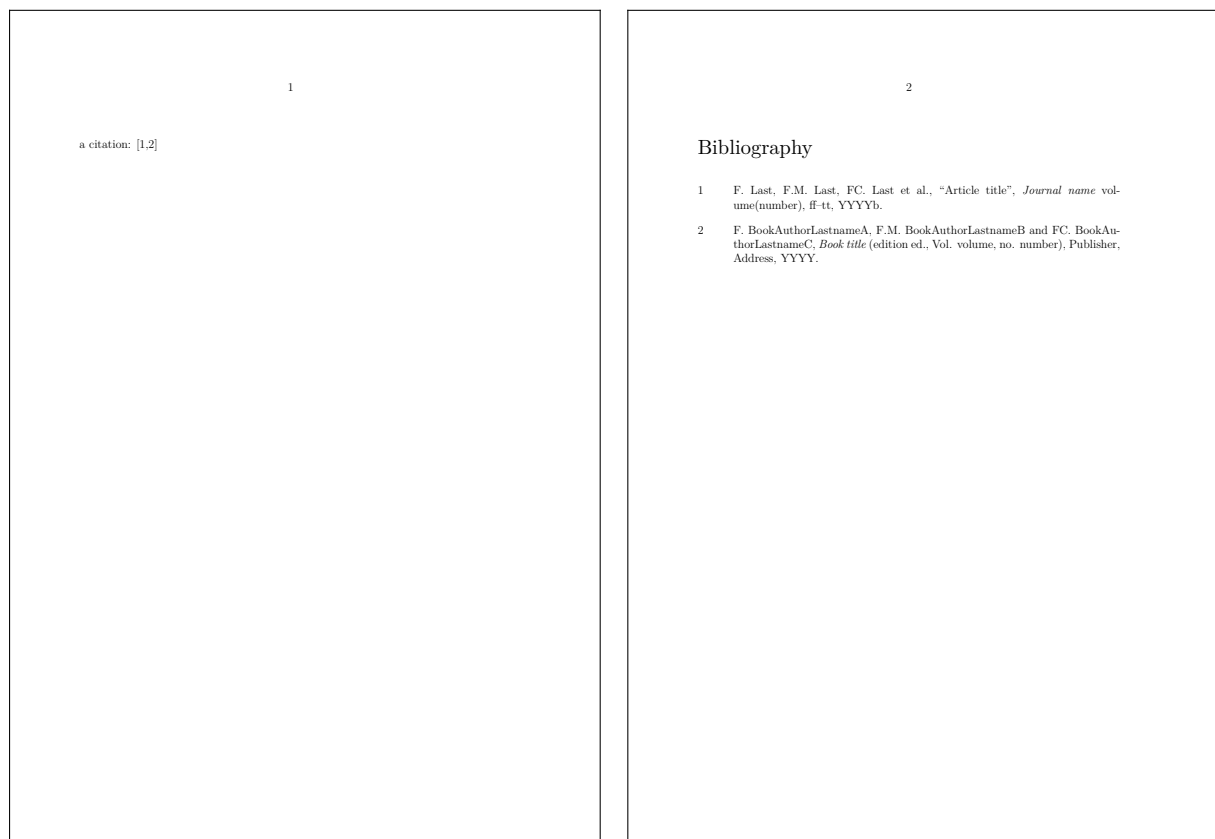 1
a citation: [1,2]
2
Bibliography
1 F. Last, F.M. Last, FC. Last et al., “Article title”, Journal name vol-
ume(number), ff–tt, YYYYb.
2 F. BookAuthorLastnameA, F.M. BookAuthorLastnameB and FC. BookAu-
thorLastnameC, Book title (edition ed., Vol. volume, no. number), Publisher,
Address, YYYY.